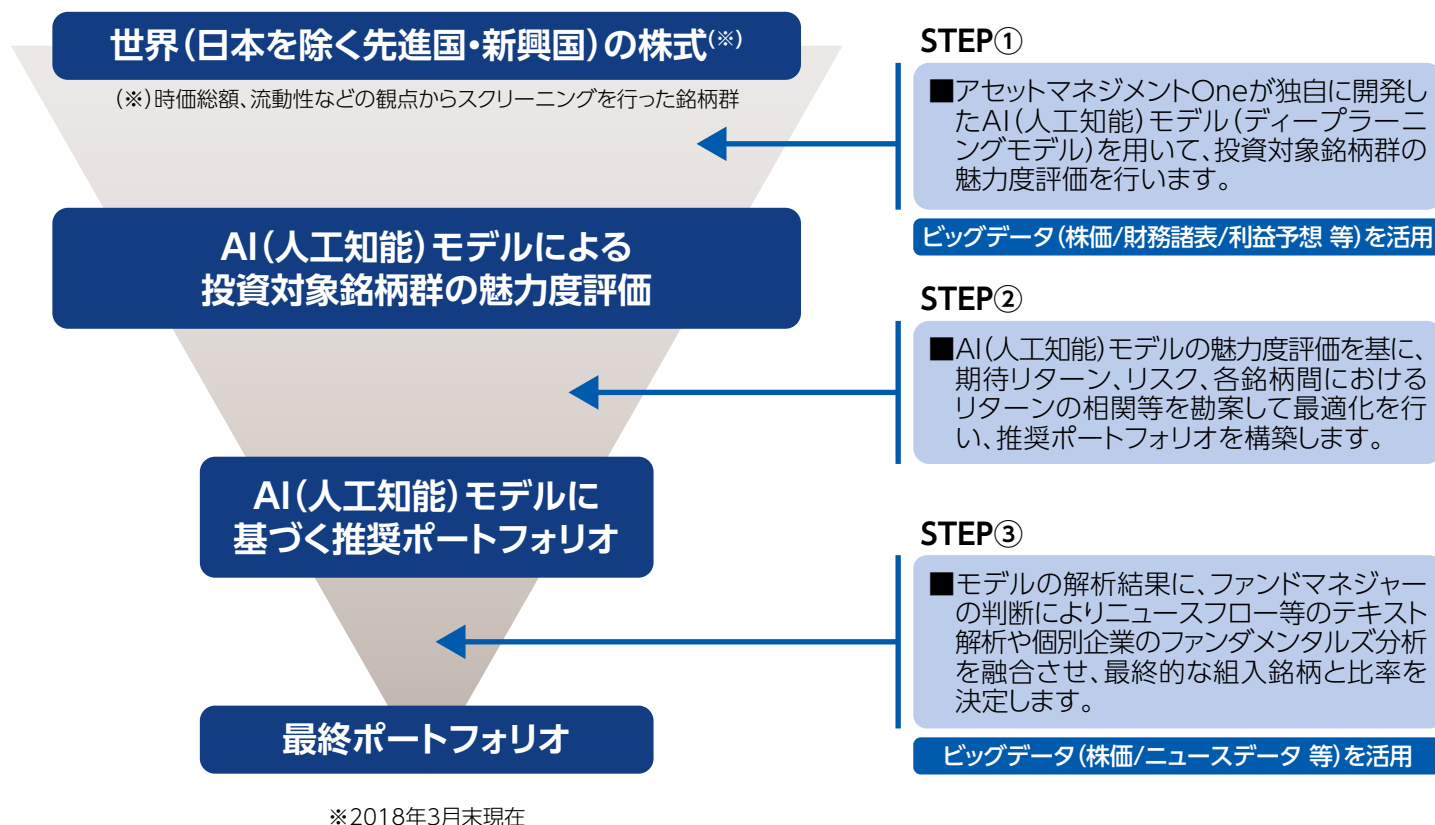 世界(日本を除く先進国・新興国)の株式(※)
(※)時価総額、流動性などの観点からスクリーニングを行った銘柄群
AI(人工知能)モデルによる
投資対象銘柄群の魅力度評価
AI(人工知能)モデルに
基づく推奨ポートフォリオ
最終ポートフォリオ
※2018年3月末現在
STEP①
■アセットマネジメントOneが独自に開発し
たAI(人工知能)モデル(ディープラーニ
ングモデル)を用いて、投資対象銘柄群の
魅力度評価を行います。
ビッグデータ(株価/財務諸表/利益予想 等)を活用
STEP②
■AI(人工知能)モデルの魅力度評価を基に、
期待リターン、リスク、各銘柄間における
リターンの相関等を勘案して最適化を行
い、推奨ポートフォリオを構築します。
STEP③
■モデルの解析結果に、ファンドマネジャー
の判断によりニュースフロー等のテキスト
解析や個別企業のファンダメンタルズ分析
を融合させ、最終的な組入銘柄と比率を
決定します。
ビッグデータ(株価/ニュースデータ 等)を活用